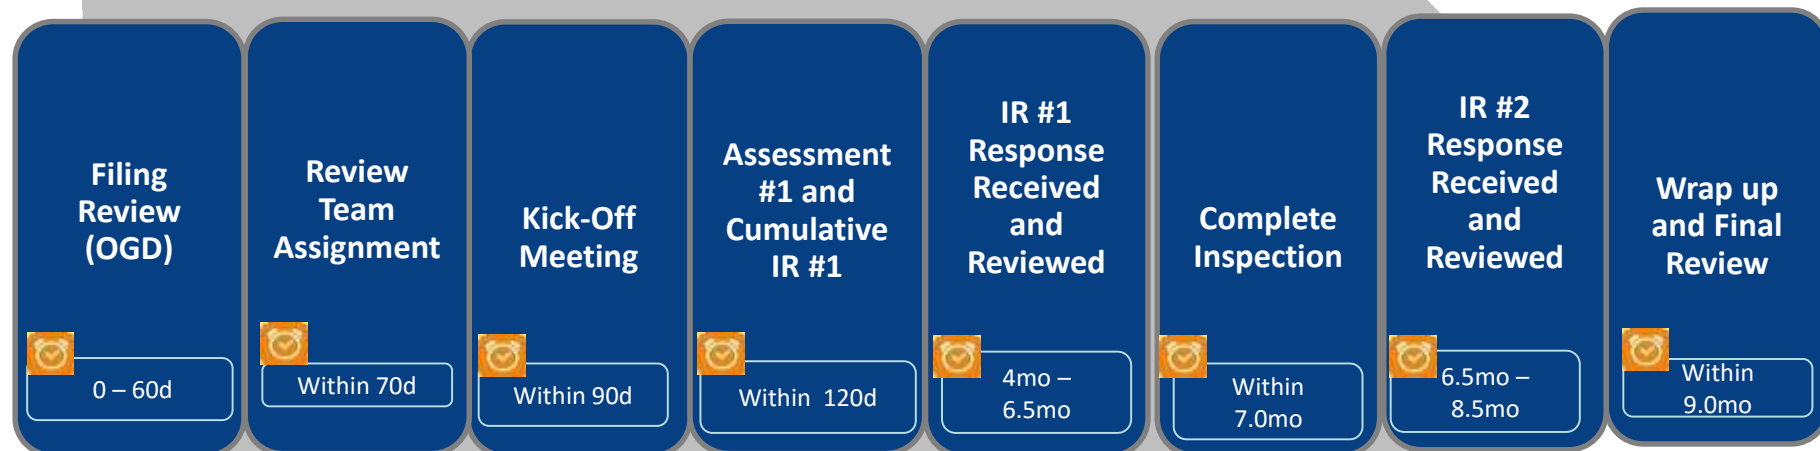 Filing
Review
(OGD)
0 – 60d
Review
Team
Assignment
Within 70d
Kick-Off
Meeting
Within 90d
Assessment
#1 and
Cumulative
IR #1
Within  120d
IR #1
Response
Received
and
Reviewed
4mo –
6.5mo
Complete
Inspection
Within
7.0mo
IR #2
Response
Received
and
Reviewed
6.5mo –
8.5mo
Wrap up
and Final
Review
Within
9.0mo